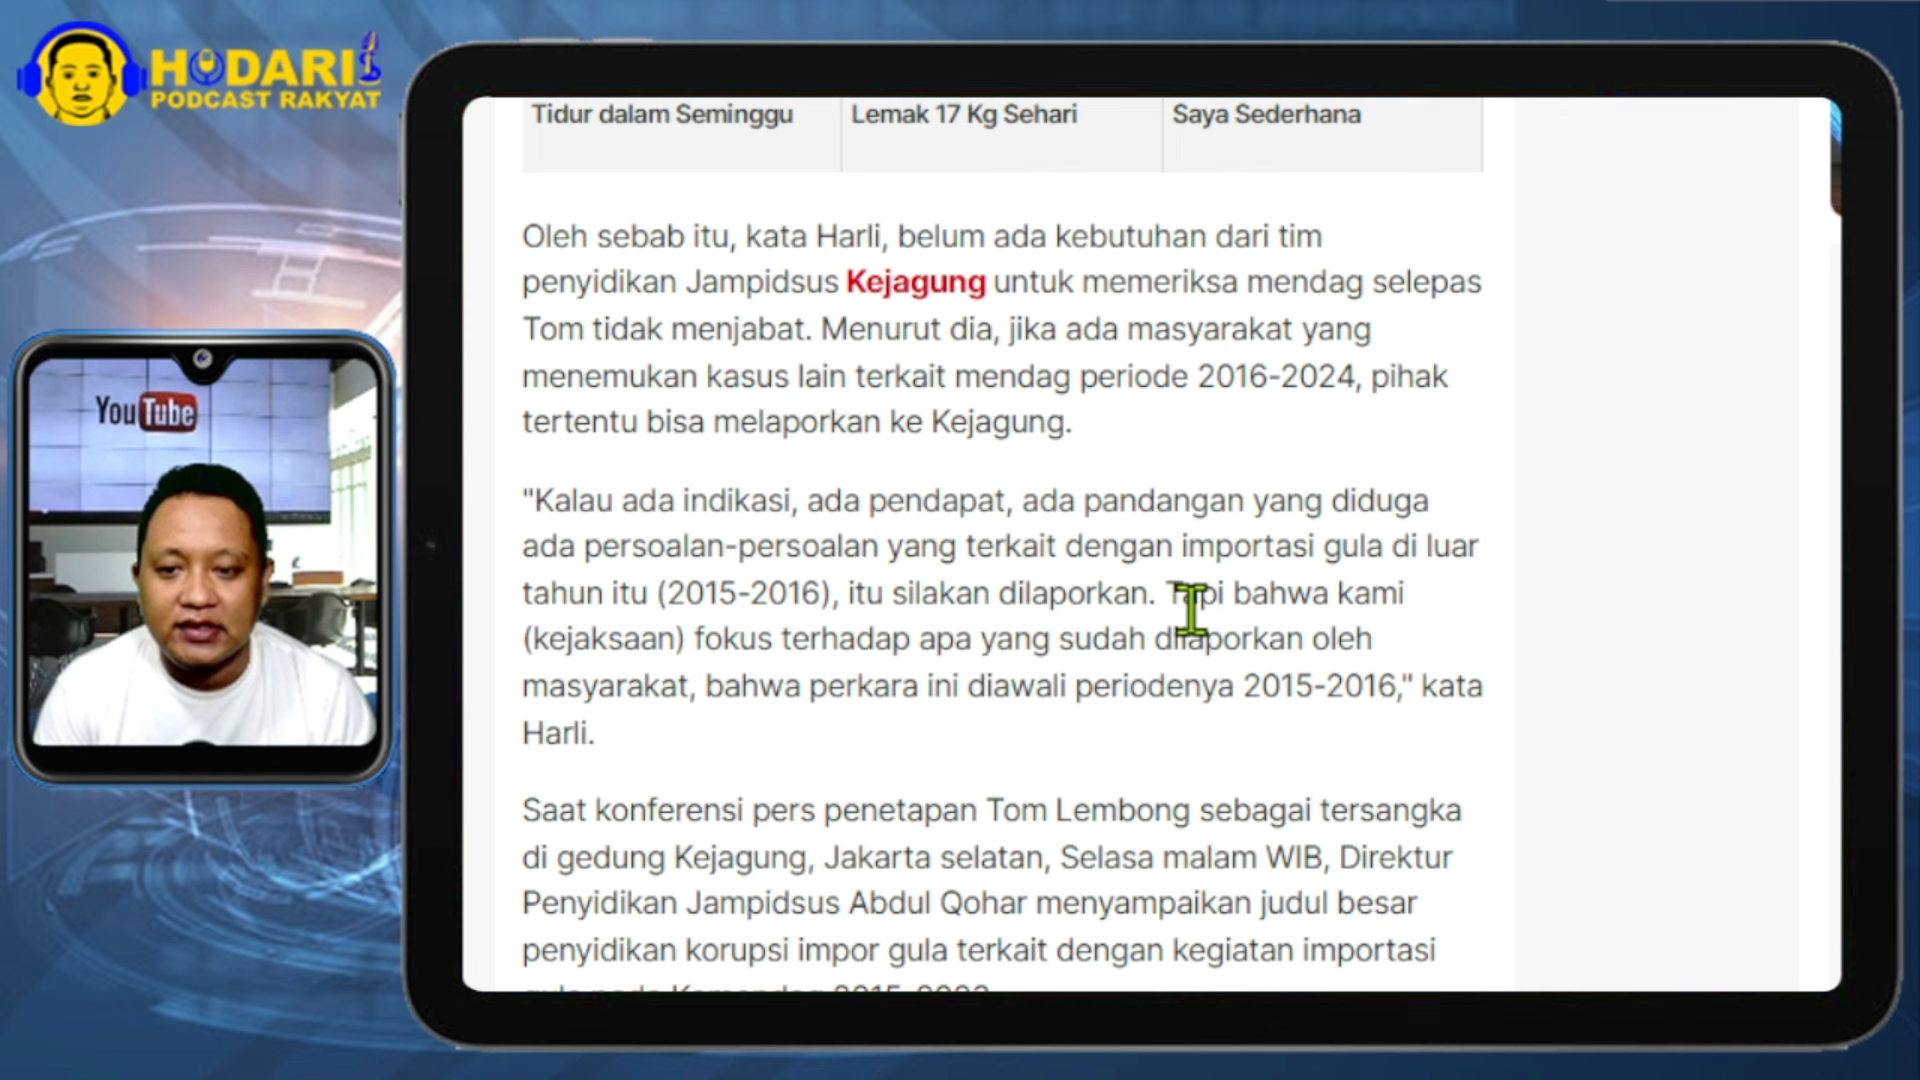 HODARI
PODCAST RAKYAT
YouTube
Tidur dalam Seminggu
Lemak 17 Kg Sehari
Saya Sederhana
Oleh sebab itu, kata Harli, belum ada kebutuhan dari tim
penyidikan Jampidsus Kejagung untuk memeriksa mendag selepas
Tom tidak menjabat. Menurut dia, jika ada masyarakat yang
menemukan kasus lain terkait mendag periode 2016-2024, pihak
tertentu bisa melaporkan ke Kejagung.
"Kalau ada indikasi, ada pendapat, ada pandangan yang diduga
ada persoalan-persoalan yang terkait dengan importasi gula di luar
tahun itu (2015-2016), itu silakan dilaporkan. Tapi bahwa kami
(kejaksaan) fokus terhadap apa yang sudah dilaporkan oleh
masyarakat, bahwa perkara ini diawali periodenya 2015-2016," kata
Harli.
Saat konferensi pers penetapan Tom Lembong sebagai tersangka
di gedung Kejagung, Jakarta selatan, Selasa malam WIB, Direktur
Penyidikan Jampidsus Abdul Qohar menyampaikan judul besar
penyidikan korupsi impor gula terkait dengan kegiatan importasi